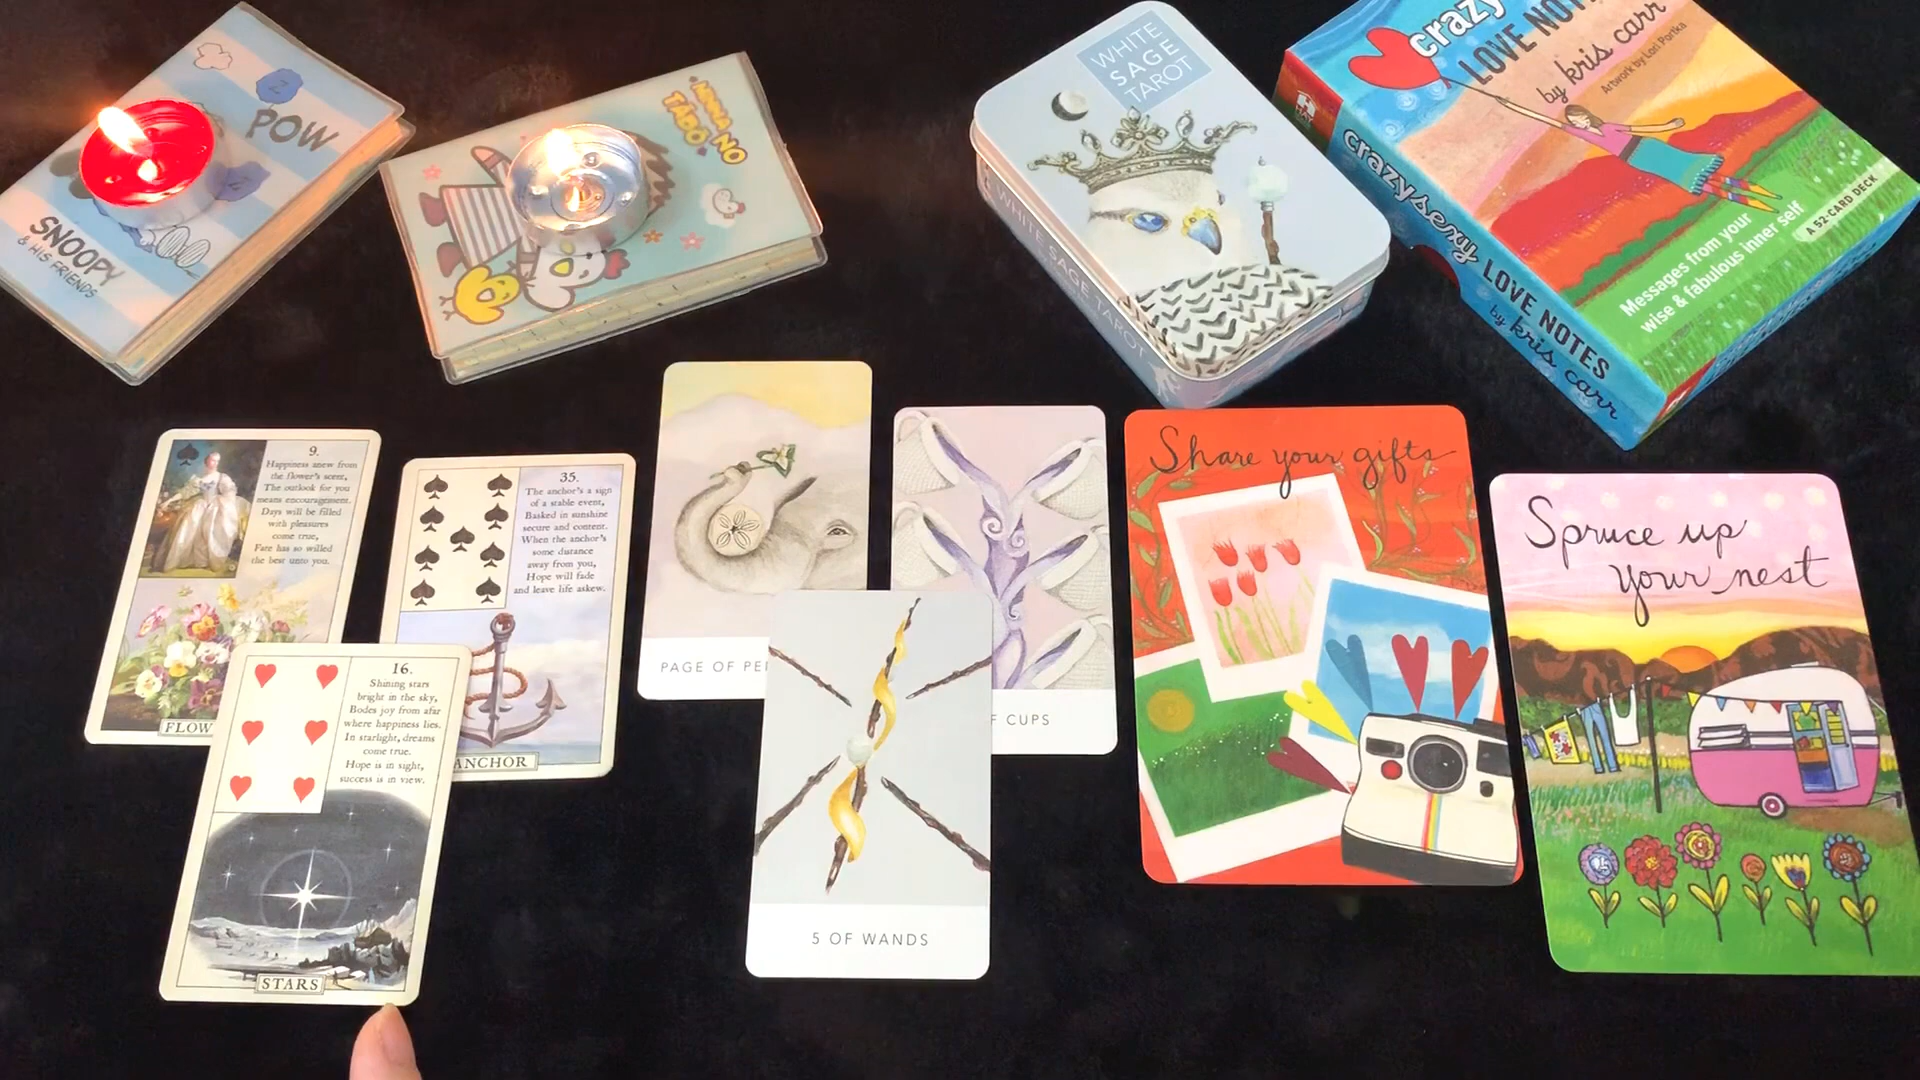 POW
SNOOPY
& HIS FRIENDS
MINNA NO
TABO
WHITE
SAGE
TAROT
WHITE SAGE TAROT
crazy
LOVE NOT
by kris carr
Artwork by Lori Portka
Messages from your
wise & fabulous inner self
A 52-CARD DECK
crazysexy LOVE NOTES
by kris carr
9.
Happiness anew from
the flower's scent,
The outlook for you
means encouragement.
Days will be filled
with pleasures
come true,
Fate has so willed
the best unto you.
FLOW
35.
The anchor's a sign
of a stable event,
Basked in sunshine
secure and content.
When the anchor's
some distance
away from you,
Hope will fade
and leave life askew.
ANCHOR
16.
Shining stars
bright in the sky,
Bodes joy from afar
where happiness lies.
In starlight, dreams
come true.
Hope is in sight,
success is in view.
STARS
PAGE OF PE
F CUPS
5 OF WANDS
Share your gifts
Spruce up
your nest